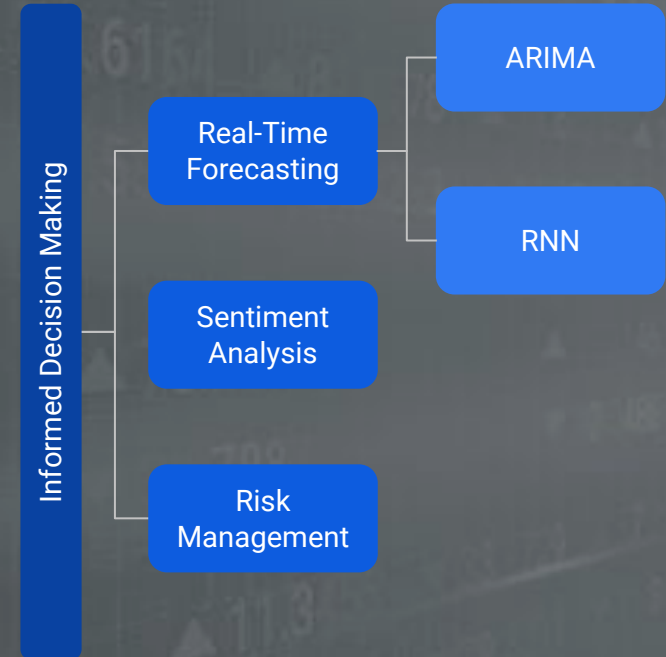 Informed Decision Making
Real-Time
Forecasting
ARIMA
RNN
Sentiment
Analysis
Risk
Management